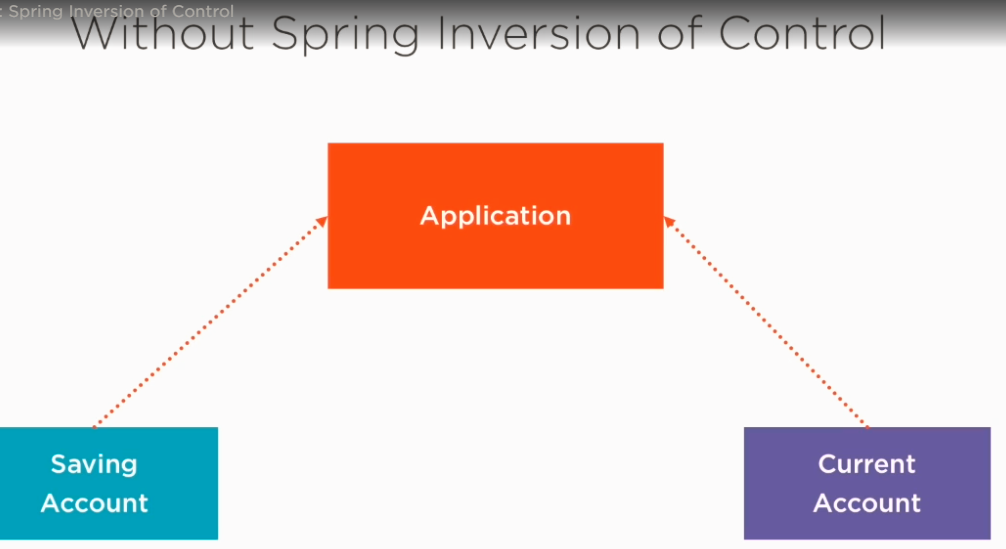 : Spring Inversion of Control
Without Spring Inversion of Control
Application
Saving
Account
Current
Account